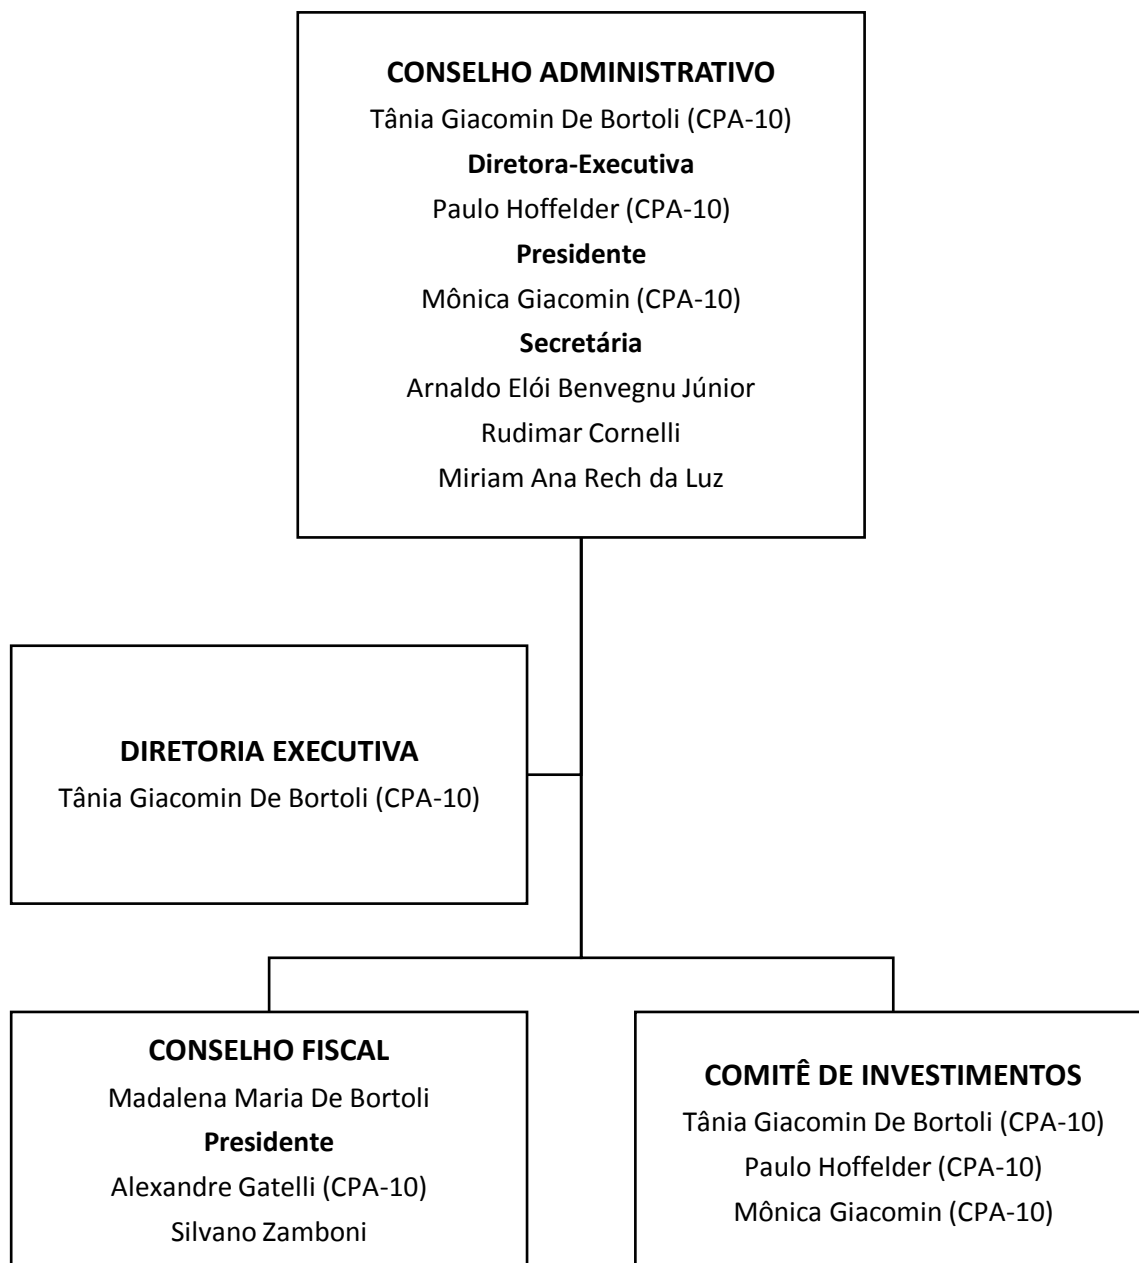 CONSELHO ADMINISTRATIVO
Tânia Giacomin De Bortoli (CPA-10)
Diretora-Executiva
Paulo Hoffelder (CPA-10)
Presidente
Mônica Giacomin (CPA-10)
Secretária
Arnaldo Elói Benvegnu Júnior
Rudimar Cornelli
Miriam Ana Rech da Luz
DIRETORIA EXECUTIVA
Tânia Giacomin De Bortoli (CPA-10)
CONSELHO FISCAL
Madalena Maria De Bortoli
Presidente
Alexandre Gatelli (CPA-10)
Silvano Zamboni
COMITÊ DE INVESTIMENTOS
Tânia Giacomin De Bortoli (CPA-10)
Paulo Hoffelder (CPA-10)
Mônica Giacomin (CPA-10)